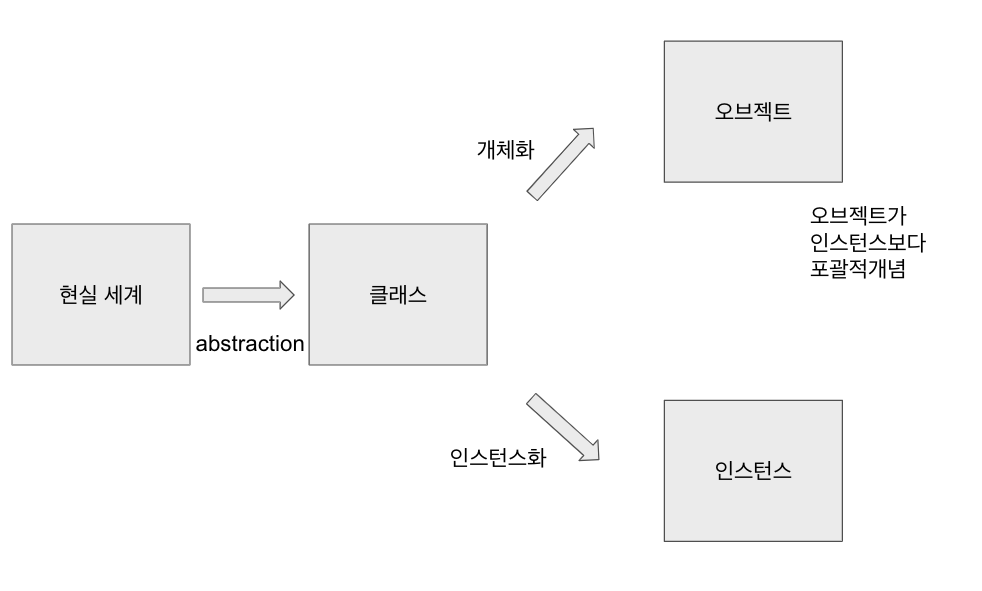 오브젝트
개체화
오브젝트가
인스턴스보다
포괄적개념
현실 세계
클래스
abstraction
인스턴스화
인스턴스